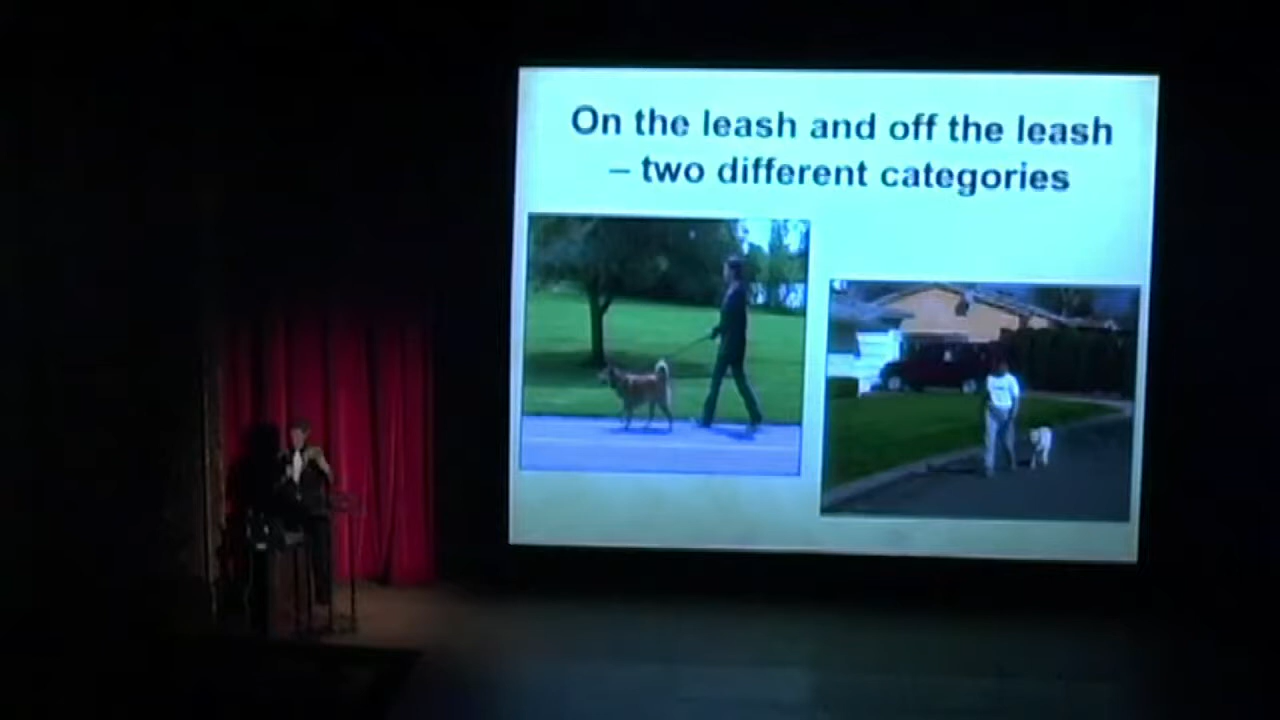 On the leash and off the leash
– two different categories